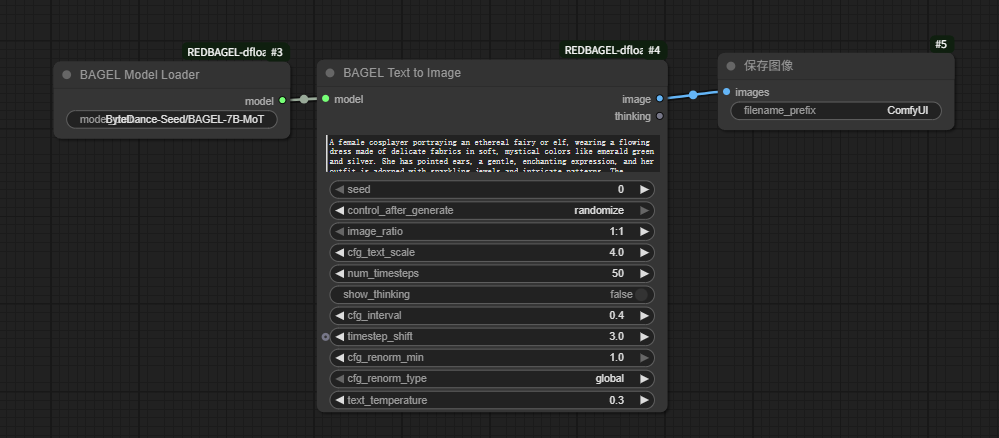 REDBAGEL-dfloa #3
BAGEL Model Loader
model
ByteDance-Seed/BAGEL-7B-MoT
REDBAGEL-dfloa #4
BAGEL Text to Image
model
image
thinking
A female cosplayer portraying an ethereal fairy or elf, wearing a flowing
dress made of delicate fabrics in soft, mystical colors like emerald green
and silver. She has pointed ears, a gentle, enchanting expression, and her
outfit is adorned with sparkling jewels and intricate patterns. The
seed 0
control_after_generate randomize
image_ratio 1:1
cfg_text_scale 4.0
num_timesteps 50
show_thinking false
cfg_interval 0.4
timestep_shift 3.0
cfg_renorm_min 1.0
cfg_renorm_type global
text_temperature 0.3
#5
保存图像
images
filename_prefix ComfyUI